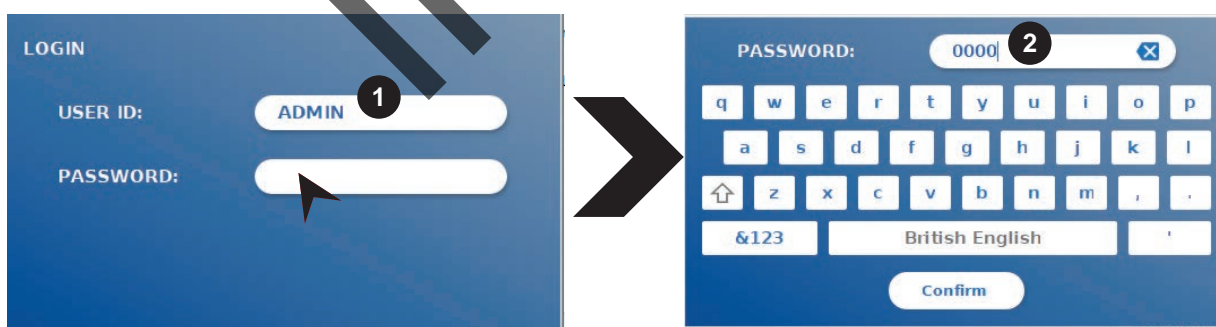 LOGIN
USER ID: ADMIN 1
PASSWORD:
PASSWORD: 0000 2
q w e r t y u i o p
a s d f g h j k l
z x c v b n m , .
&123 British English '
Confirm